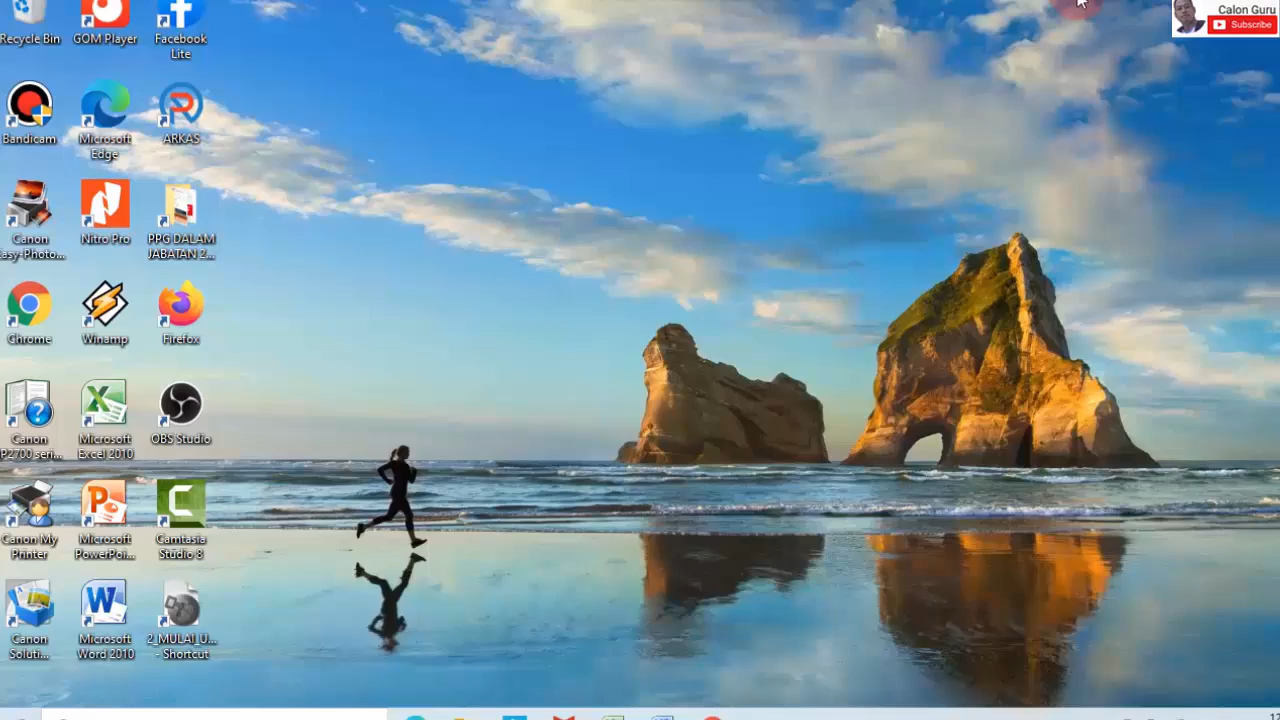 Calon Guru
Subscribe
Recycle Bin
GOM Player
Facebook
Lite
Bandicam
Microsoft
Edge
ARKAS
Canon
Easy-Photo...
Nitro Pro
PPG DALAM
JABATAN 2...
Chrome
Winamp
Firefox
Canon
iP2700 seri...
Microsoft
Excel 2010
OBS Studio
Canon My
Printer
Microsoft
PowerPoi...
Camtasia
Studio 8
Canon
Soluti...
Microsoft
Word 2010
2_MULAI_U...
- Shortcut